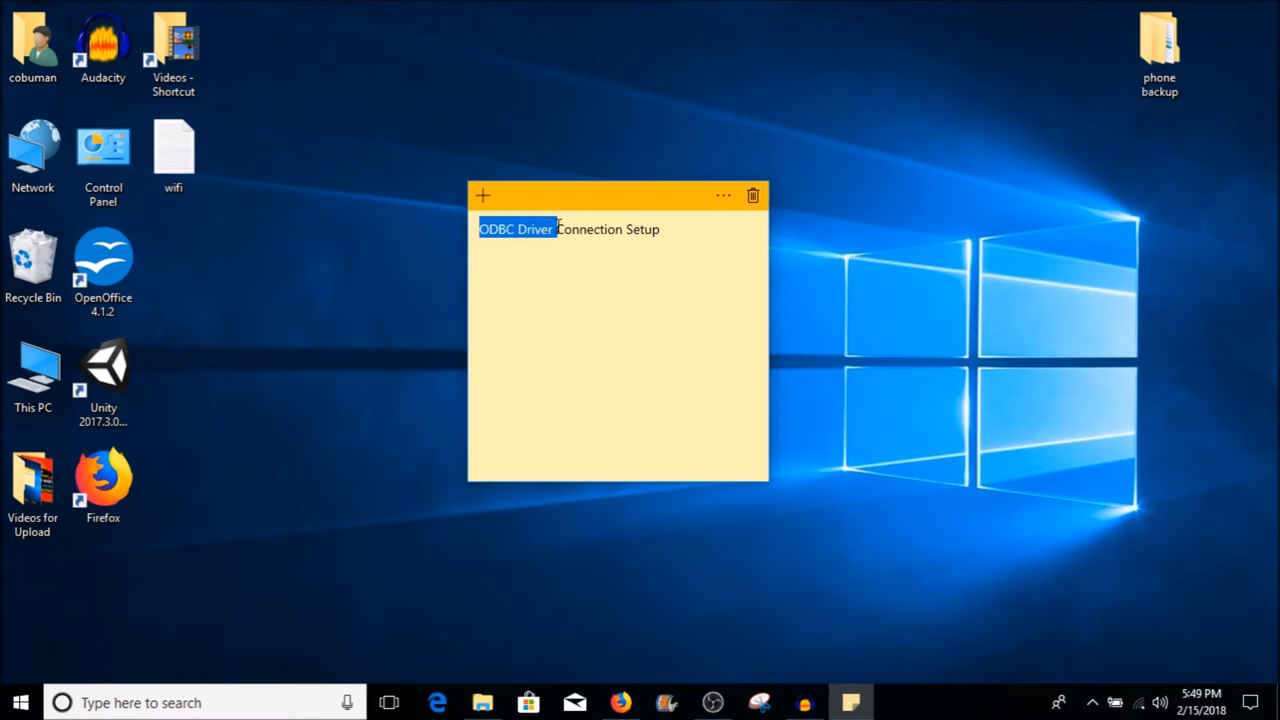 cobuman
Audacity
Videos -
Shortcut
phone
backup
Network
Control
Panel
wifi
ODBC Driver Connection Setup
Recycle Bin
OpenOffice
4.1.2
This PC
Unity
2017.3.0...
Videos for
Upload
Firefox
Type here to search
5:49 PM
2/15/2018